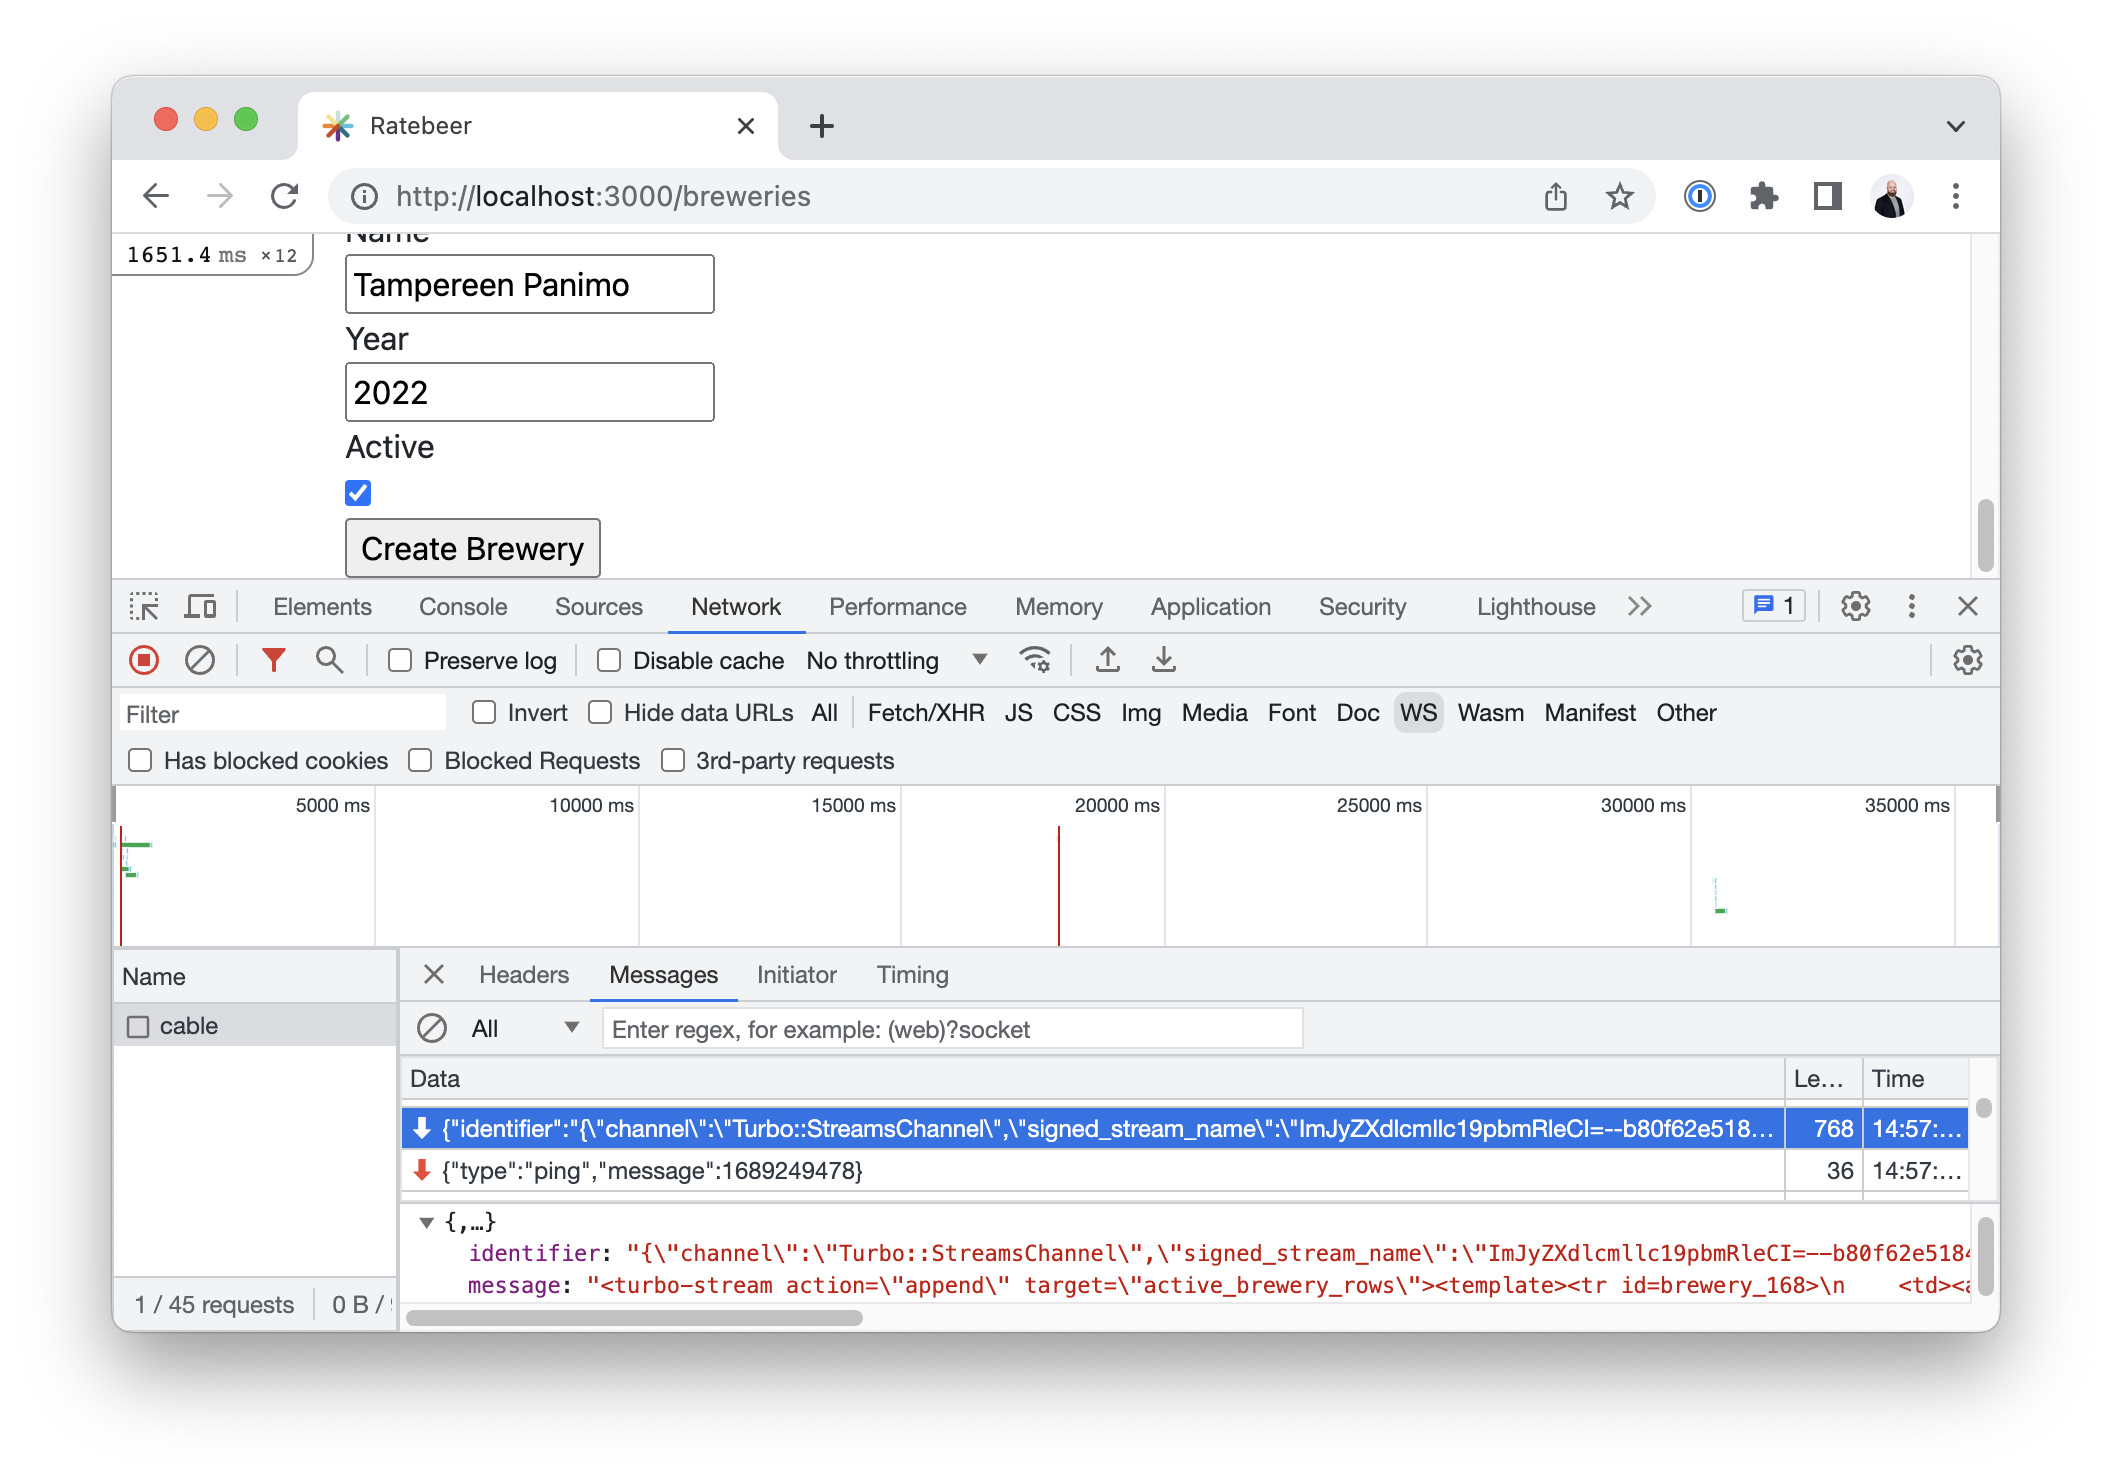 Ratebeer
http://localhost:3000/breweries
1651.4 ms ×12
Name
Tampereen Panimo
Year
2022
Active
Create Brewery
Elements Console Sources Network Performance Memory Application Security Lighthouse 1
Preserve log Disable cache No throttling
Filter Invert Hide data URLs All Fetch/XHR JS CSS Img Media Font Doc WS Wasm Manifest Other
Has blocked cookies Blocked Requests 3rd-party requests
5000 ms 10000 ms 15000 ms 20000 ms 25000 ms 30000 ms 35000 ms
Name Headers Messages Initiator Timing
cable All Enter regex, for example: (web)?socket
Data Le... Time
{"identifier":"{\"channel\":\"Turbo::StreamsChannel\",\"signed_stream_name\":\"ImJyZXdlcmllc19pbmRleCI=--b80f62e518... 768 14:57:...
{"type":"ping","message":1689249478} 36 14:57:...
{,…}
identifier: "{\"channel\":\"Turbo::StreamsChannel\",\"signed_stream_name\":\"ImJyZXdlcmllc19pbmRleCI=--b80f62e5184
message: "<turbo-stream action=\"append\" target=\"active_brewery_rows\"><template><tr id=brewery_168>\n <td><a
1 / 45 requests 0 B /